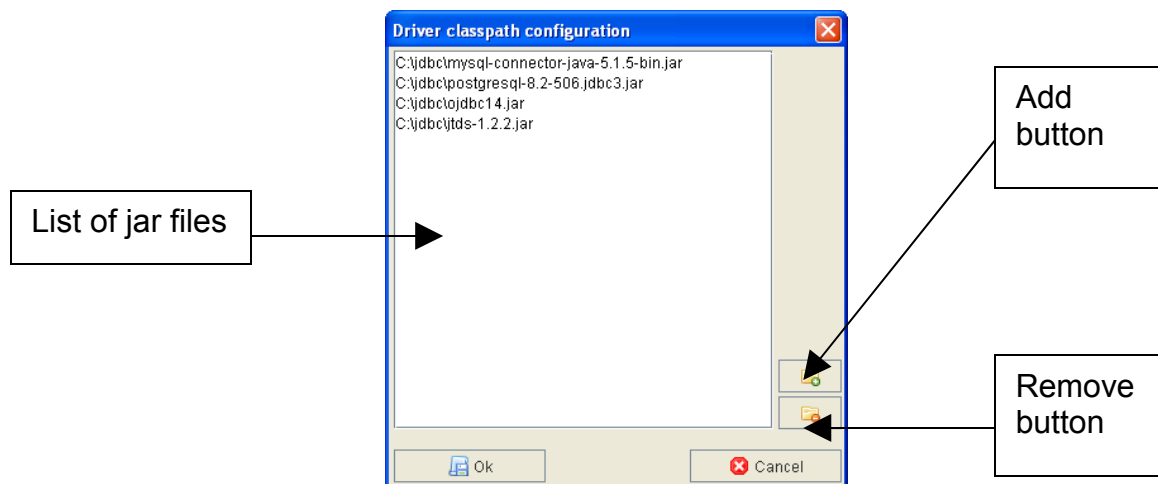 Driver classpath configuration
C:\jdbc\mysql-connector-java-5.1.5-bin.jar
C:\jdbc\postgresql-8.2-506.jdbc3.jar
C:\jdbc\ojdbc14.jar
C:\jdbc\jtds-1.2.2.jar
Add
button
List of jar files
Remove
button
Ok
Cancel